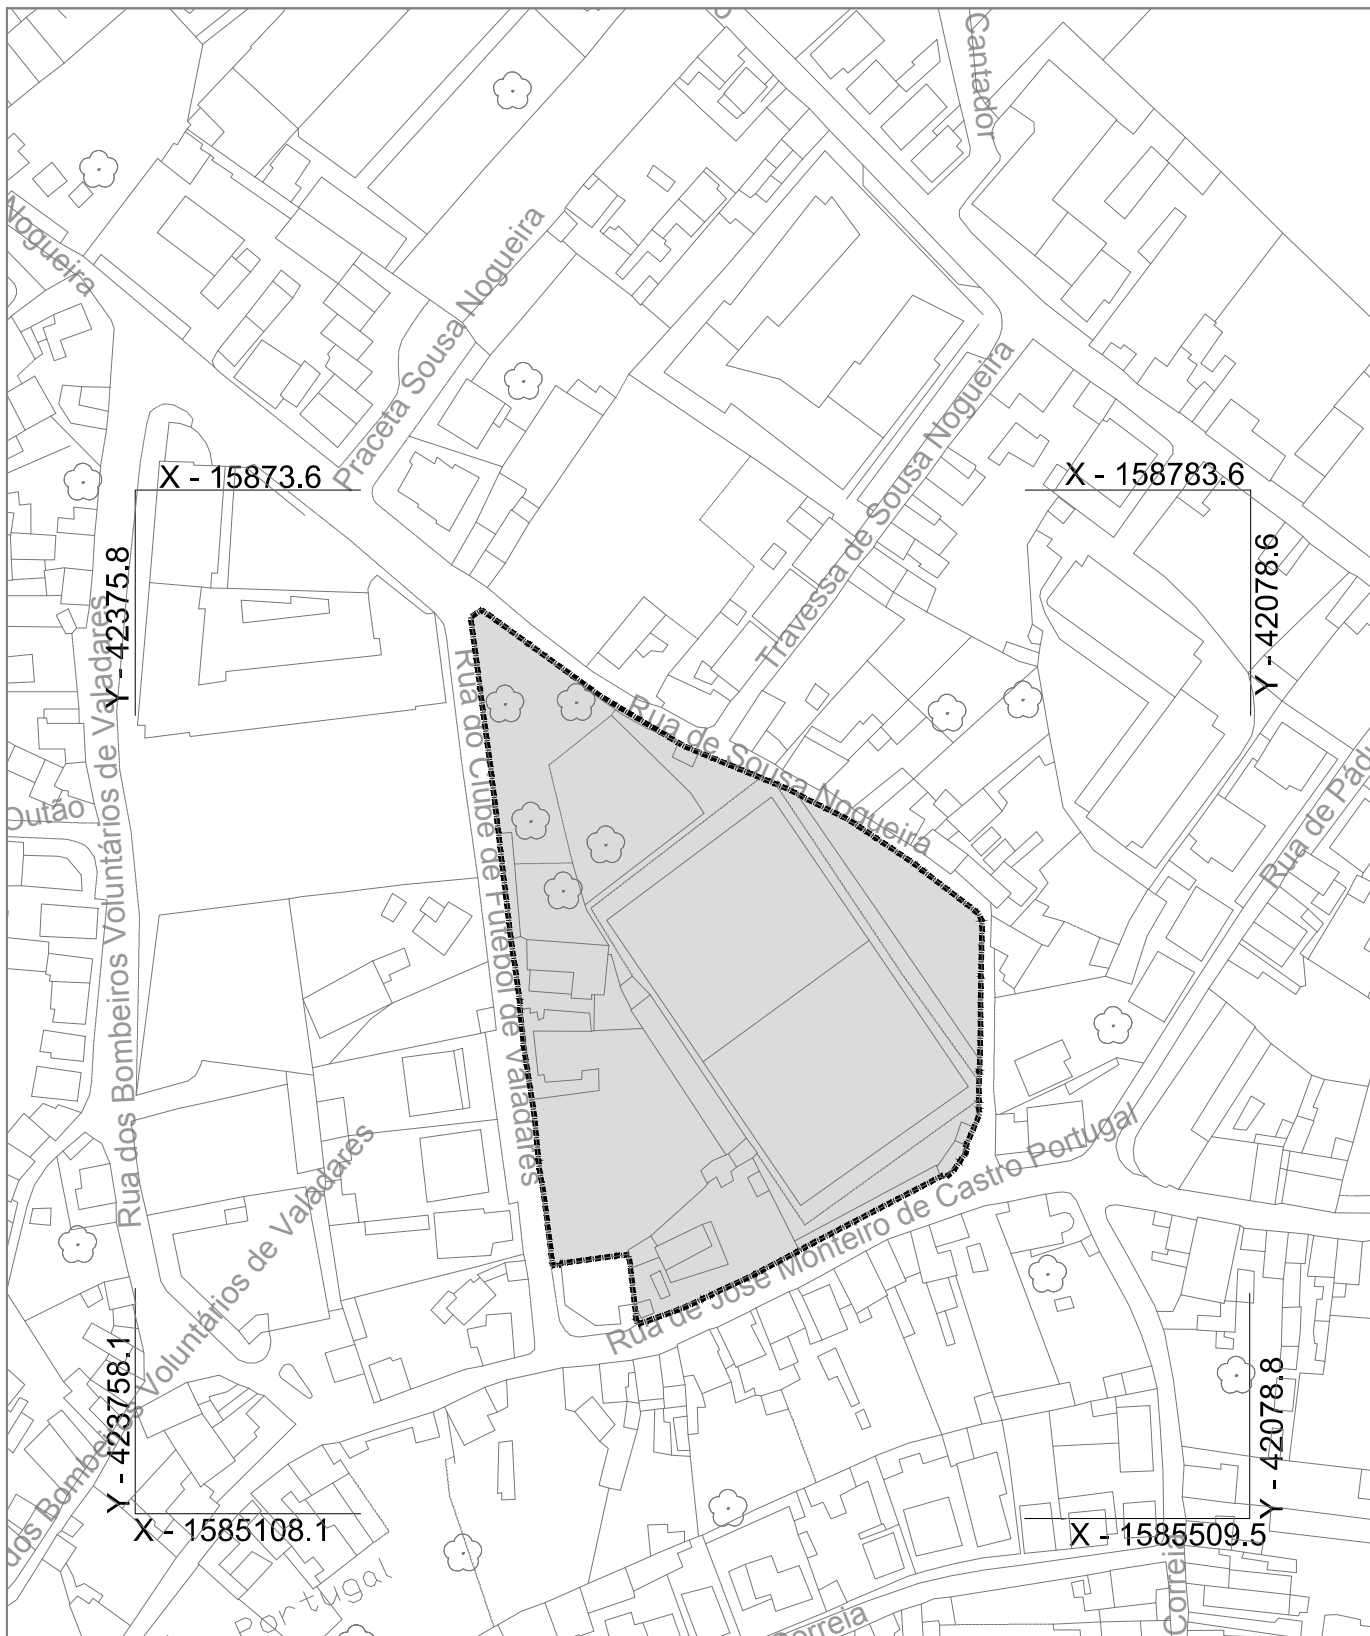 Cantador
Nogueira
Praceta Sousa Nogueira
Travessa de Sousa Nogueira
X - 15873.6
X - 158783.6
Y - 42375.8
Y - 42078.6
Rua dos Bombeiros Voluntários de Valadares
Rua do Clube de Futebol de Valadares
Rua de Sousa Nogueira
Outão
Rua de Pád
Rua de José Monteiro de Castro Portugal
dos Bombeiros Voluntários de Valadares
Y - 423758.1
Y - 42078.8
X - 1585108.1
X - 1585509.5
Portugal
Correia
orreia